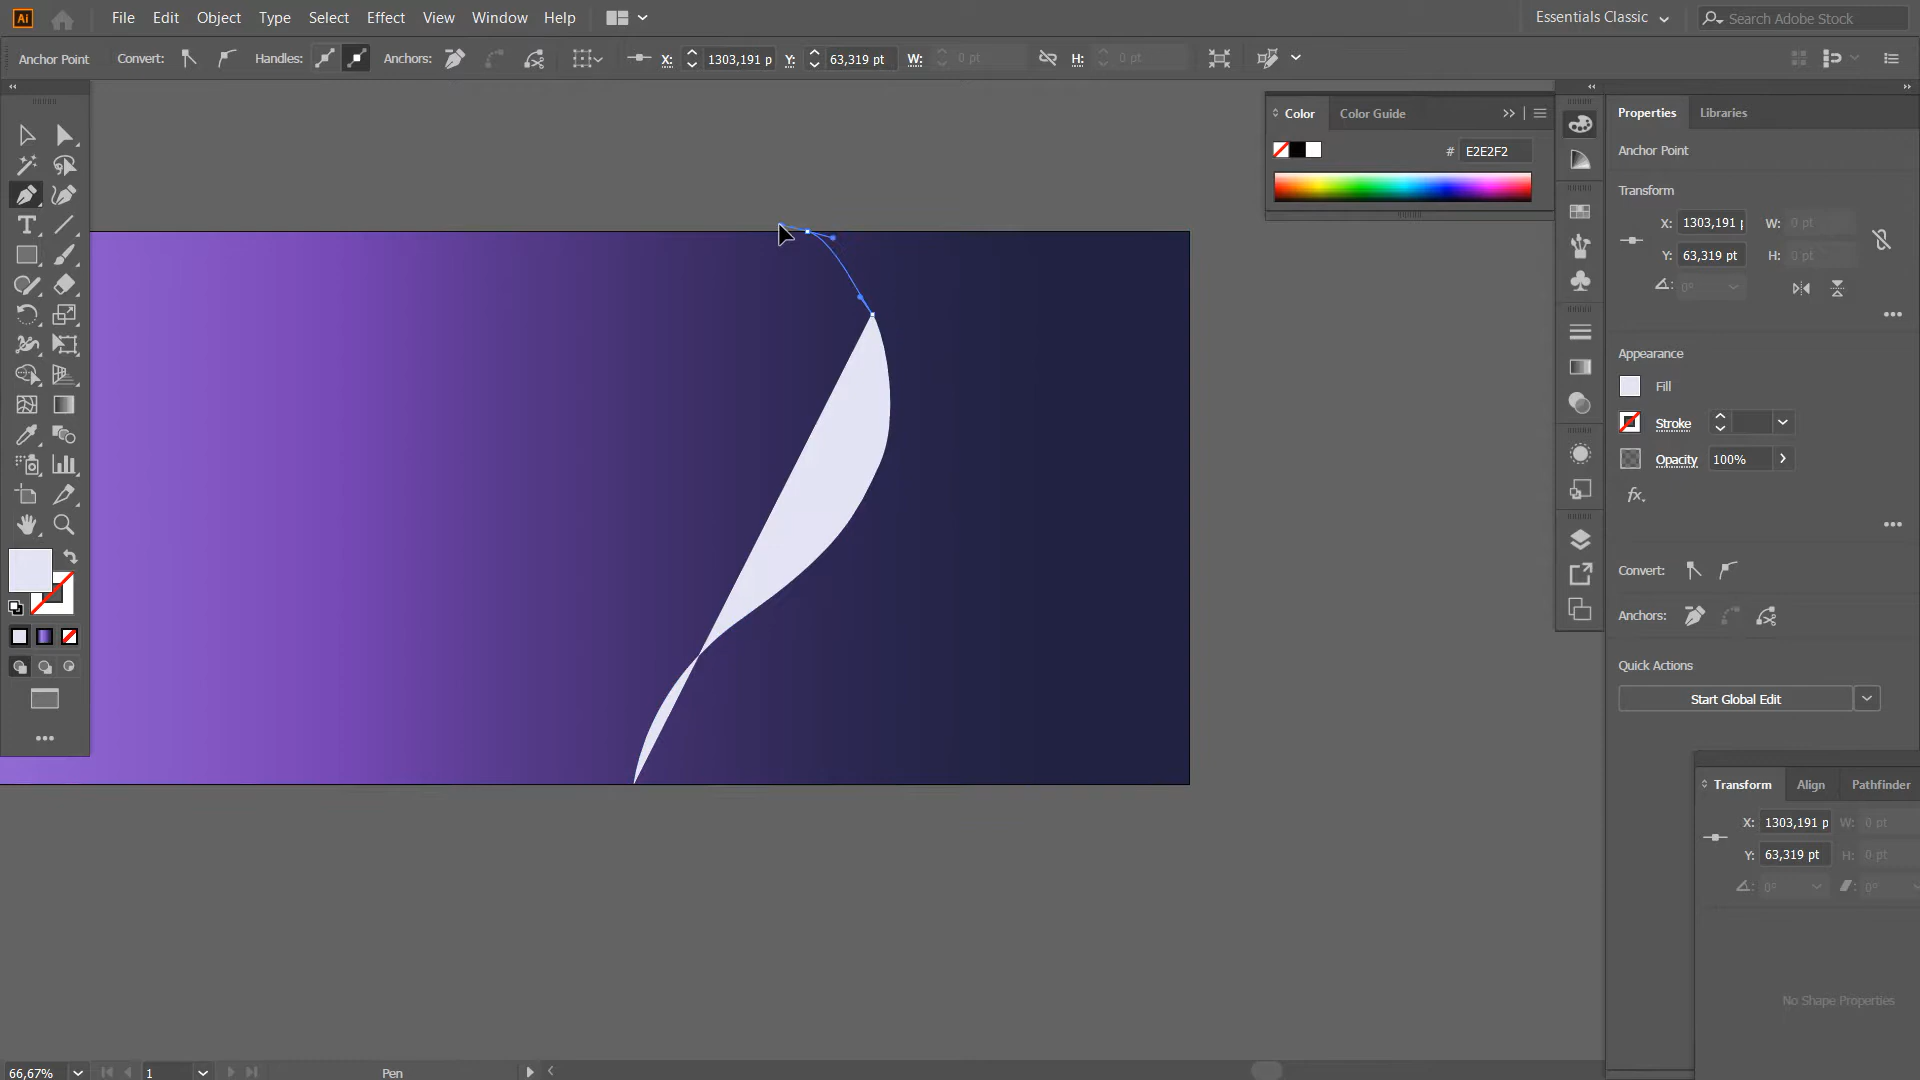 Ai File Edit Object Type Select Effect View Window Help Essentials Classic Search Adobe Stock
Anchor Point Convert: Handles: Anchors: X: 1303,191 p Y: 63,319 pt W: 0 pt H: 0 pt
Color Color Guide
# E2E2F2
Properties Libraries
Anchor Point
Transform
X: 1303,191 p W: 0 pt
Y: 63,319 pt H: 0 pt
0°
Appearance
Fill
Stroke
Opacity 100%
fx.
Convert:
Anchors:
Quick Actions
Start Global Edit
Transform Align Pathfinder
X: 1303,191 p W: 0 pt
Y: 63,319 pt H: 0 pt
0° 0°
No Shape Properties
66,67% 1 Pen